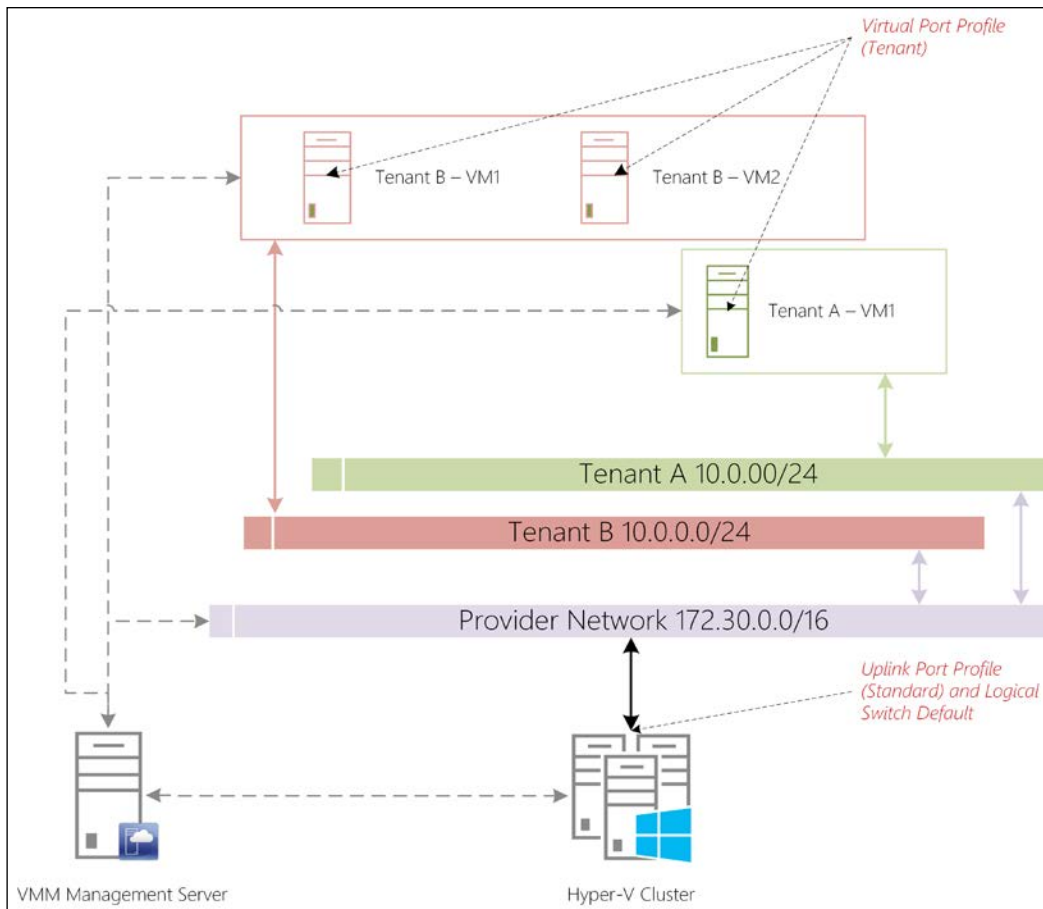 Virtual Port Profile
(Tenant)
Tenant B – VM1
Tenant B – VM2
Tenant A – VM1
Tenant A 10.0.00/24
Tenant B 10.0.0.0/24
Provider Network 172.30.0.0/16
Uplink Port Profile
(Standard) and Logical
Switch Default
VMM Management Server
Hyper-V Cluster